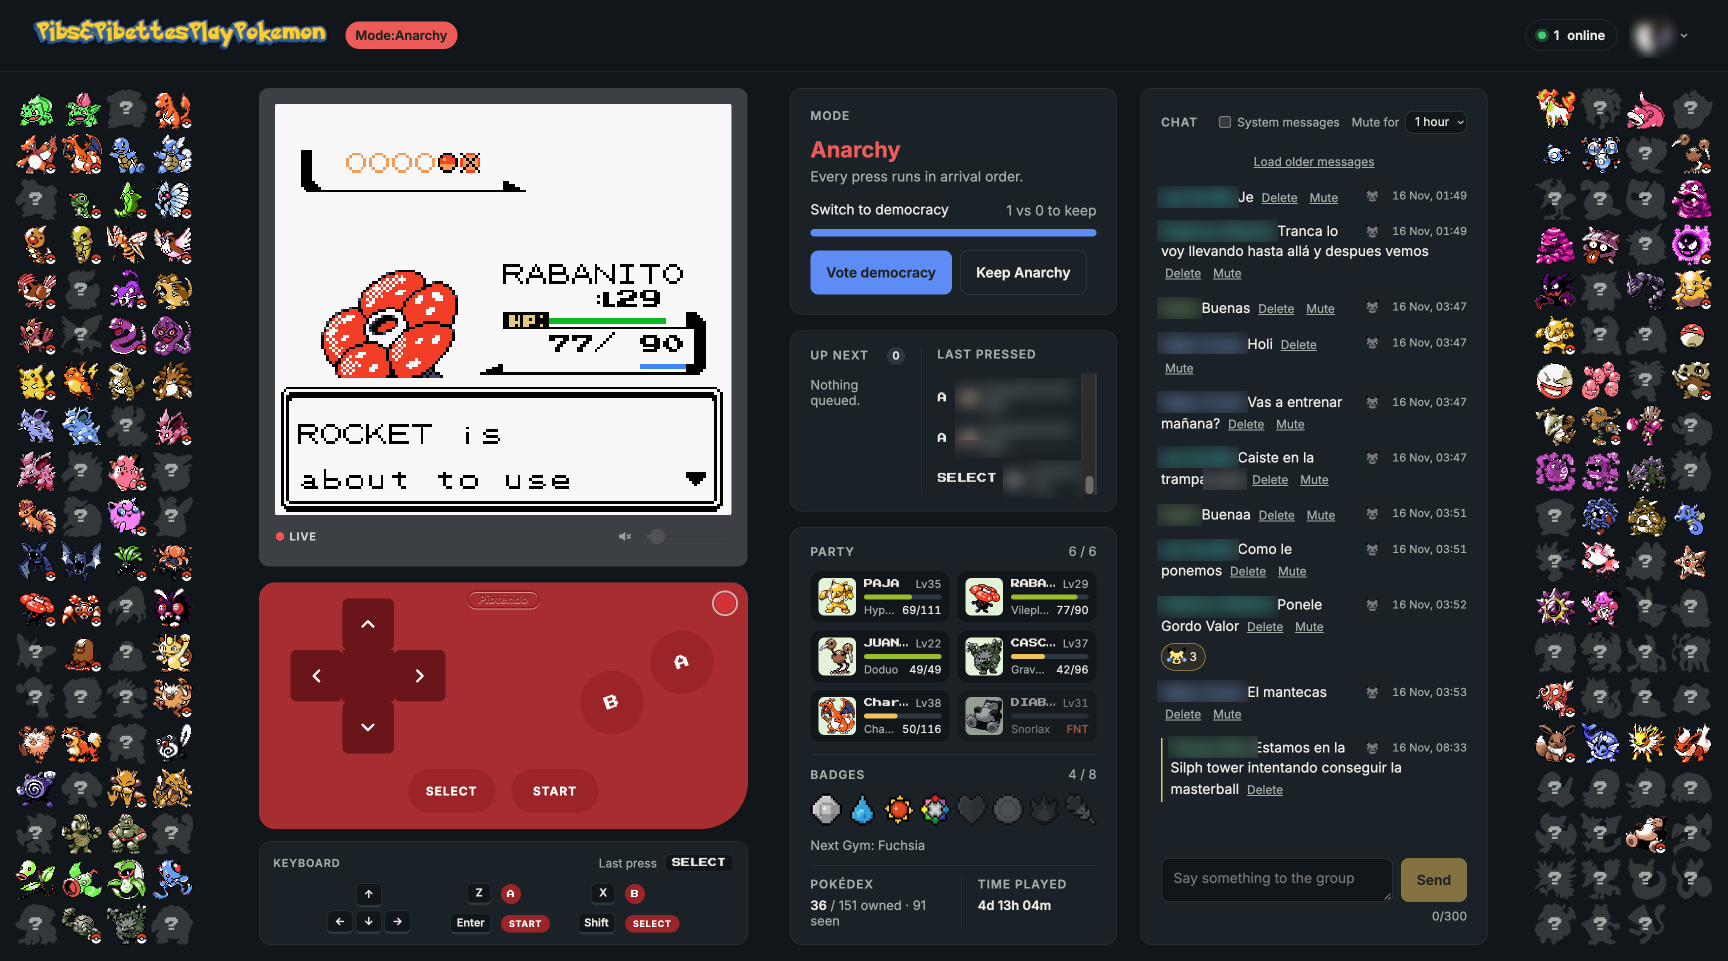 Pibs&PibettesPlayPokemon
Mode:Anarchy
1 online
RABANITO
:L29
HP:
77/ 90
ROCKET is
about to use
LIVE
Pibtendo
A
B
SELECT
START
KEYBOARD
Last press SELECT
Z A
X B
Enter START
Shift SELECT
MODE
Anarchy
Every press runs in arrival order.
Switch to democracy
1 vs 0 to keep
Vote democracy
Keep Anarchy
UP NEXT 0
Nothing
queued.
LAST PRESSED
A
A
SELECT
PARTY
6 / 6
PAJA Lv35
Hyp... 69/111
RABA... Lv29
Vilepl... 77/90
JUAN... Lv22
Doduo 49/49
CASC... Lv37
Grav... 42/96
Char... Lv38
Cha... 50/116
DIAB... Lv31
Snorlax FNT
BADGES
4 / 8
Next Gym: Fuchsia
POKÉDEX
36 / 151 owned · 91
seen
TIME PLAYED
4d 13h 04m
CHAT
System messages
Mute for 1 hour
Load older messages
Je Delete Mute 16 Nov, 01:49
Tranca lo 16 Nov, 01:49
voy llevando hasta allá y despues vemos
Delete Mute
Buenas Delete Mute 16 Nov, 03:47
Holi Delete 16 Nov, 03:47
Mute
Vas a entrenar 16 Nov, 03:47
mañana? Delete Mute
Caiste en la 16 Nov, 03:47
trampa Delete Mute
Buenaa Delete Mute 16 Nov, 03:51
Como le 16 Nov, 03:51
ponemos Delete Mute
Ponele 16 Nov, 03:52
Gordo Valor Delete Mute
3
El mantecas 16 Nov, 03:53
Delete Mute
Estamos en la 16 Nov, 08:33
Silph tower intentando conseguir la
masterball Delete
Say something to the group
Send
0/300